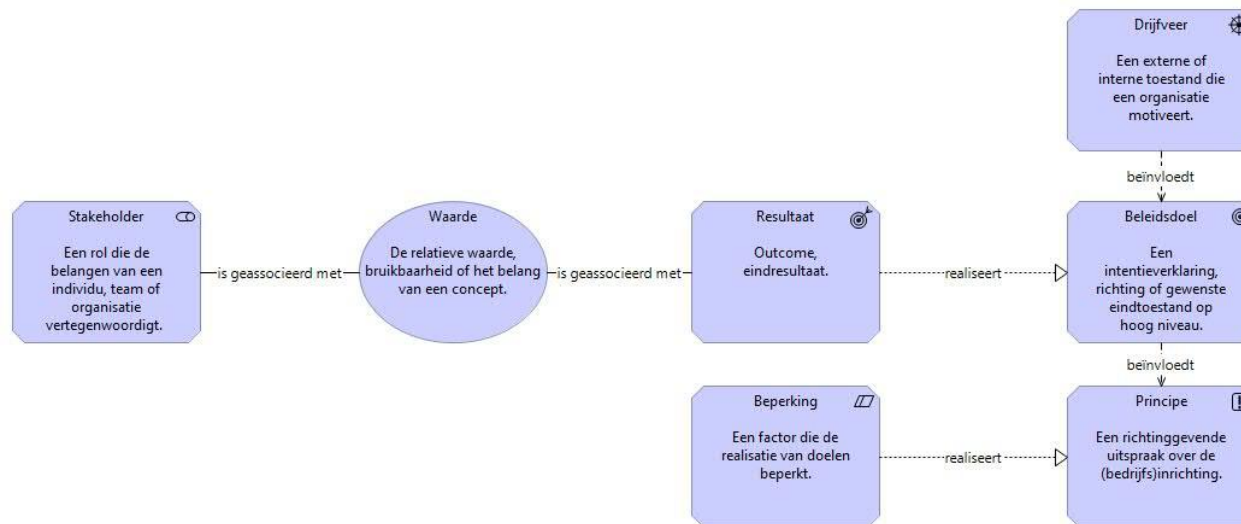 Drijfveer
Een externe of
interne toestand die
een organisatie
motiveert.
beïnvloedt
Stakeholder
Een rol die de
belangen van een
individu, team of
organisatie
vertegenwoordigt.
is geassocieerd met
Waarde
De relatieve waarde,
bruikbaarheid of het belang
van een concept.
is geassocieerd met
Resultaat
Outcome,
eindresultaat.
realiseert
Beleidsdoel
Een
intentieverklaring,
richting of gewenste
eindtoestand op
hoog niveau.
beïnvloedt
Beperking
Een factor die de
realisatie van doelen
beperkt.
realiseert
Principe
Een richtinggevende
uitspraak over de
(bedrijfs)inrichting.